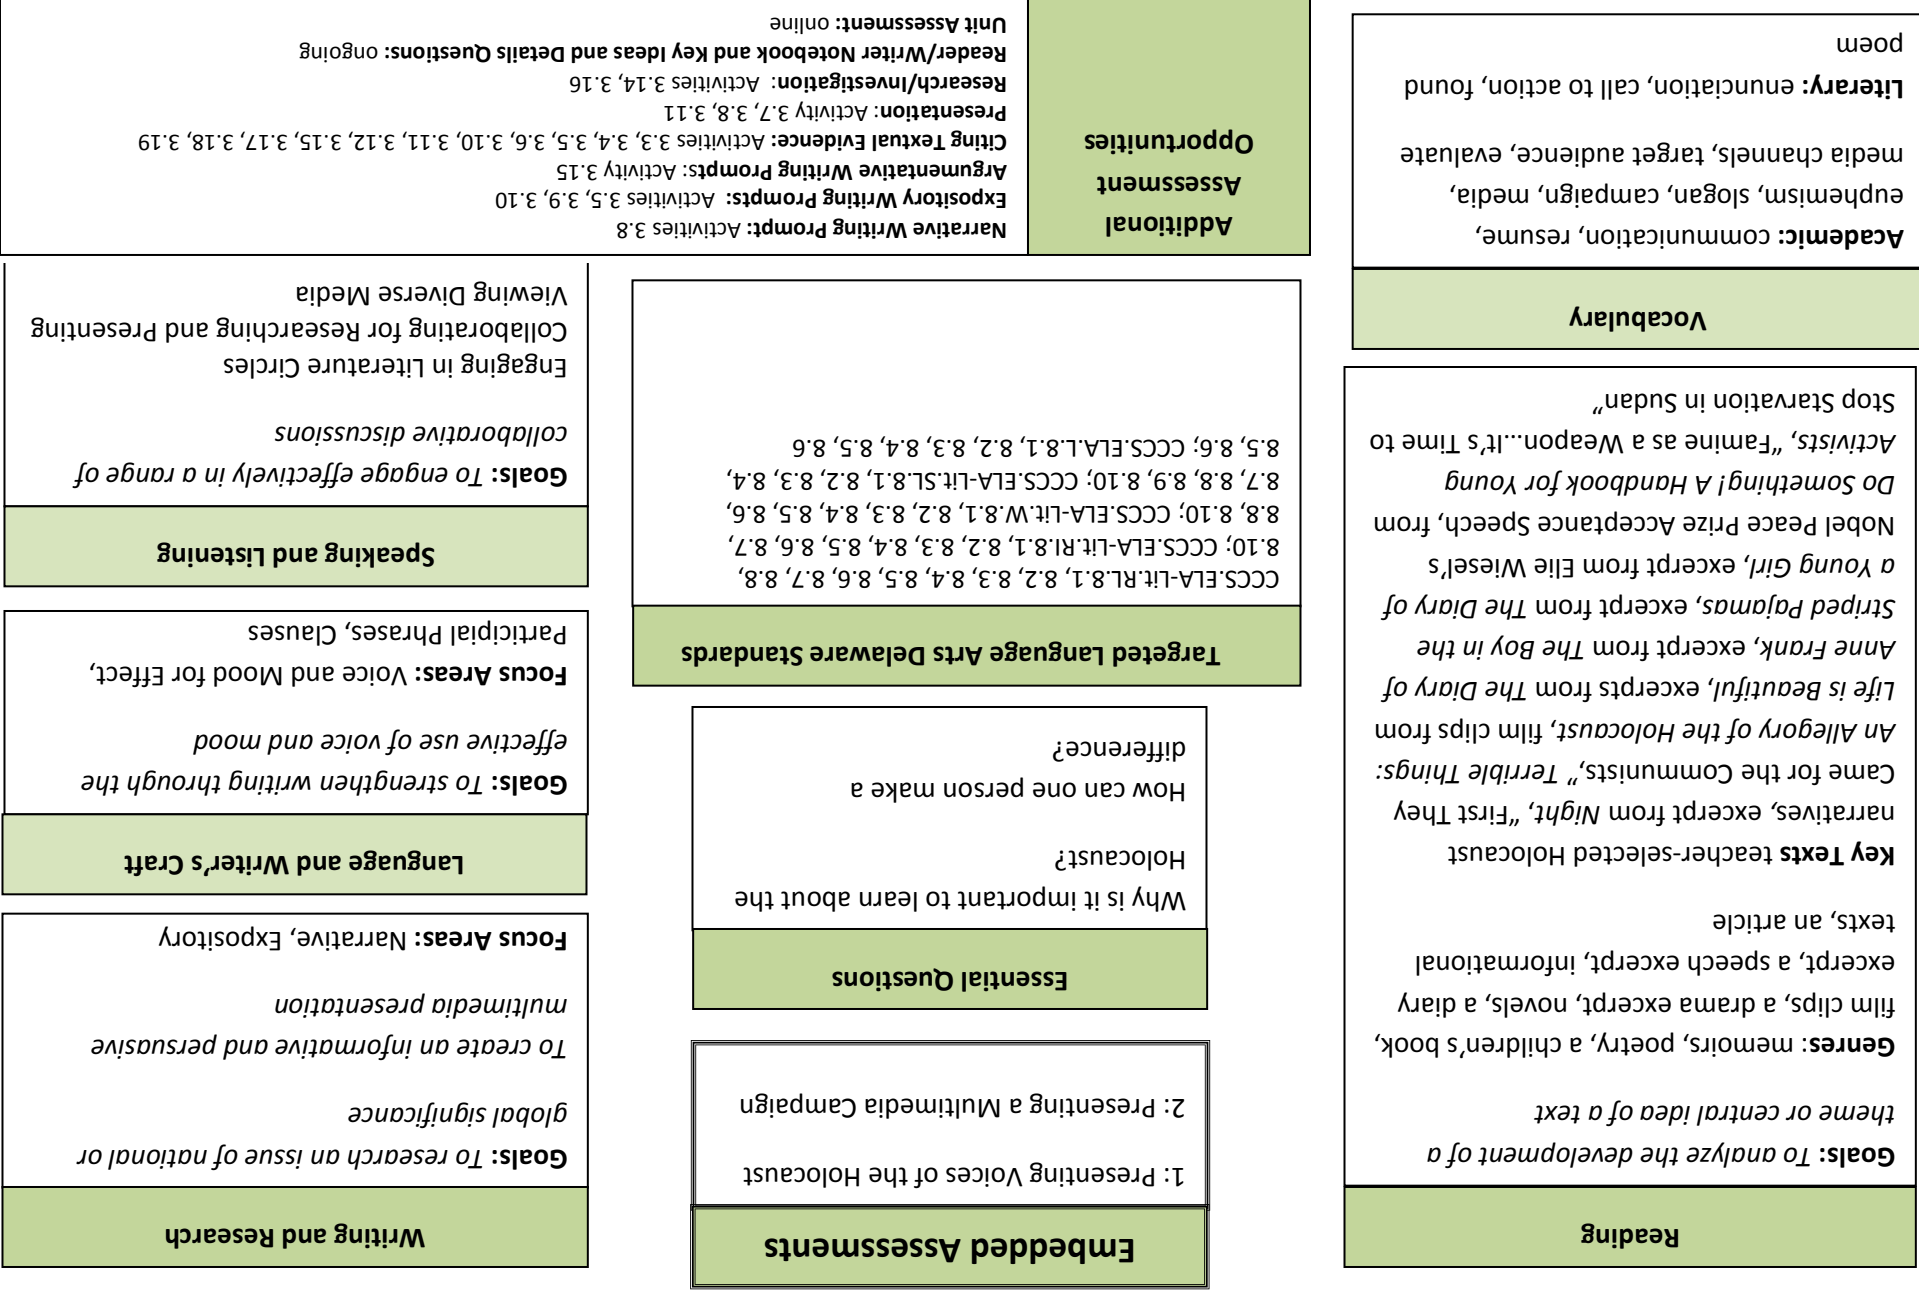 Reading
Goals: To analyze the development of a
theme or central idea of a text
Genres: memoirs, poetry, a children's book,
film clips, a drama excerpt, novels, a diary
excerpt, a speech excerpt, informational
texts, an article
Key Texts teacher-selected Holocaust
narratives, excerpt from Night, "First They
Came for the Communists," Terrible Things:
An Allegory of the Holocaust, film clips from
Life is Beautiful, excerpts from The Diary of
Anne Frank, excerpt from The Boy in the
Striped Pajamas, excerpt from The Diary of
a Young Girl, excerpt from Elie Wiesel's
Nobel Peace Prize Acceptance Speech, from
Do Something! A Handbook for Young
Activists, "Famine as a Weapon...It's Time to
Stop Starvation in Sudan"
Vocabulary
Academic: communication, resume,
euphemism, slogan, campaign, media,
media channels, target audience, evaluate
Literary: enunciation, call to action, found
poem
Embedded Assessments
1: Presenting Voices of the Holocaust
2: Presenting a Multimedia Campaign
Essential Questions
Why is it important to learn about the
Holocaust?
How can one person make a
difference?
Targeted Language Arts Delaware Standards
CCCS.ELA-Lit.RL.8.1, 8.2, 8.3, 8.4, 8.5, 8.6, 8.7, 8.8,
8.10; CCCS.ELA-Lit.RI.8.1, 8.2, 8.3, 8.4, 8.5, 8.6, 8.7,
8.8, 8.10; CCCS.ELA-Lit.W.8.1, 8.2, 8.3, 8.4, 8.5, 8.6,
8.7, 8.8, 8.9, 8.10; CCCS.ELA-Lit.SL.8.1, 8.2, 8.3, 8.4,
8.5, 8.6; CCCS.ELA.L.8.1, 8.2, 8.3, 8.4, 8.5, 8.6
Writing and Research
Goals: To research an issue of national or
global significance
To create an informative and persuasive
multimedia presentation
Focus Areas: Narrative, Expository
Language and Writer's Craft
Goals: To strengthen writing through the
effective use of voice and mood
Focus Areas: Voice and Mood for Effect,
Participial Phrases, Clauses
Speaking and Listening
Goals: To engage effectively in a range of
collaborative discussions
Engaging in Literature Circles
Collaborating for Researching and Presenting
Viewing Diverse Media
Additional
Assessment
Opportunities
Narrative Writing Prompt: Activities 3.8
Expository Writing Prompts: Activities 3.5, 3.9, 3.10
Argumentative Writing Prompts: Activity 3.15
Citing Textual Evidence: Activities 3.3, 3.4, 3.5, 3.6, 3.10, 3.11, 3.12, 3.15, 3.17, 3.18, 3.19
Presentation: Activity 3.7, 3.8, 3.11
Research/Investigation: Activities 3.14, 3.16
Reader/Writer Notebook and Key Ideas and Details Questions: ongoing
Unit Assessment: online